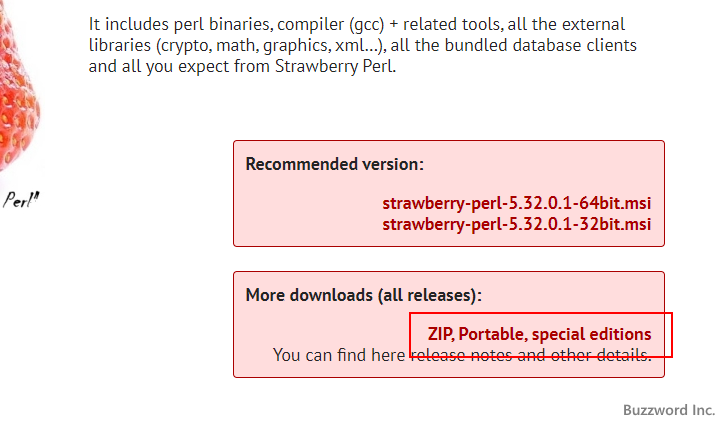 It includes perl binaries, compiler (gcc) + related tools, all the external
libraries (crypto, math, graphics, xml...), all the bundled database clients
and all you expect from Strawberry Perl.
Perl"
Recommended version:
strawberry-perl-5.32.0.1-64bit.msi
strawberry-perl-5.32.0.1-32bit.msi
More downloads (all releases):
ZIP, Portable, special editions
You can find here release notes and other details.
Buzzword Inc.